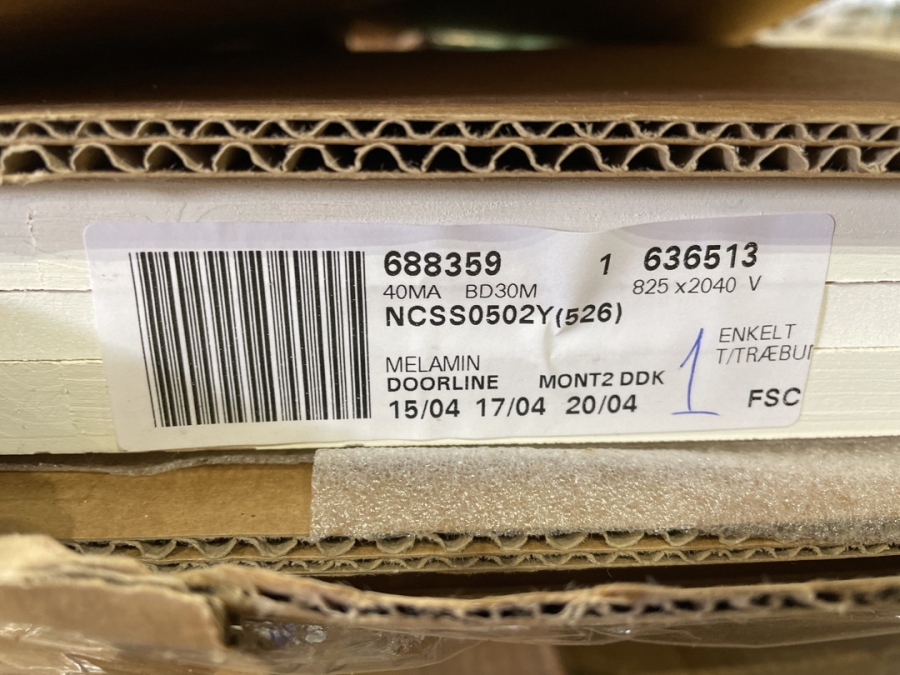 688359 1 636513
40MA BD30M 825 x2040 V
NCSS0502Y(526)
MELAMIN ENKELT
DOORLINE MONT2 DDK 1 T/TRÆBU
15/04 17/04 20/04 FSC